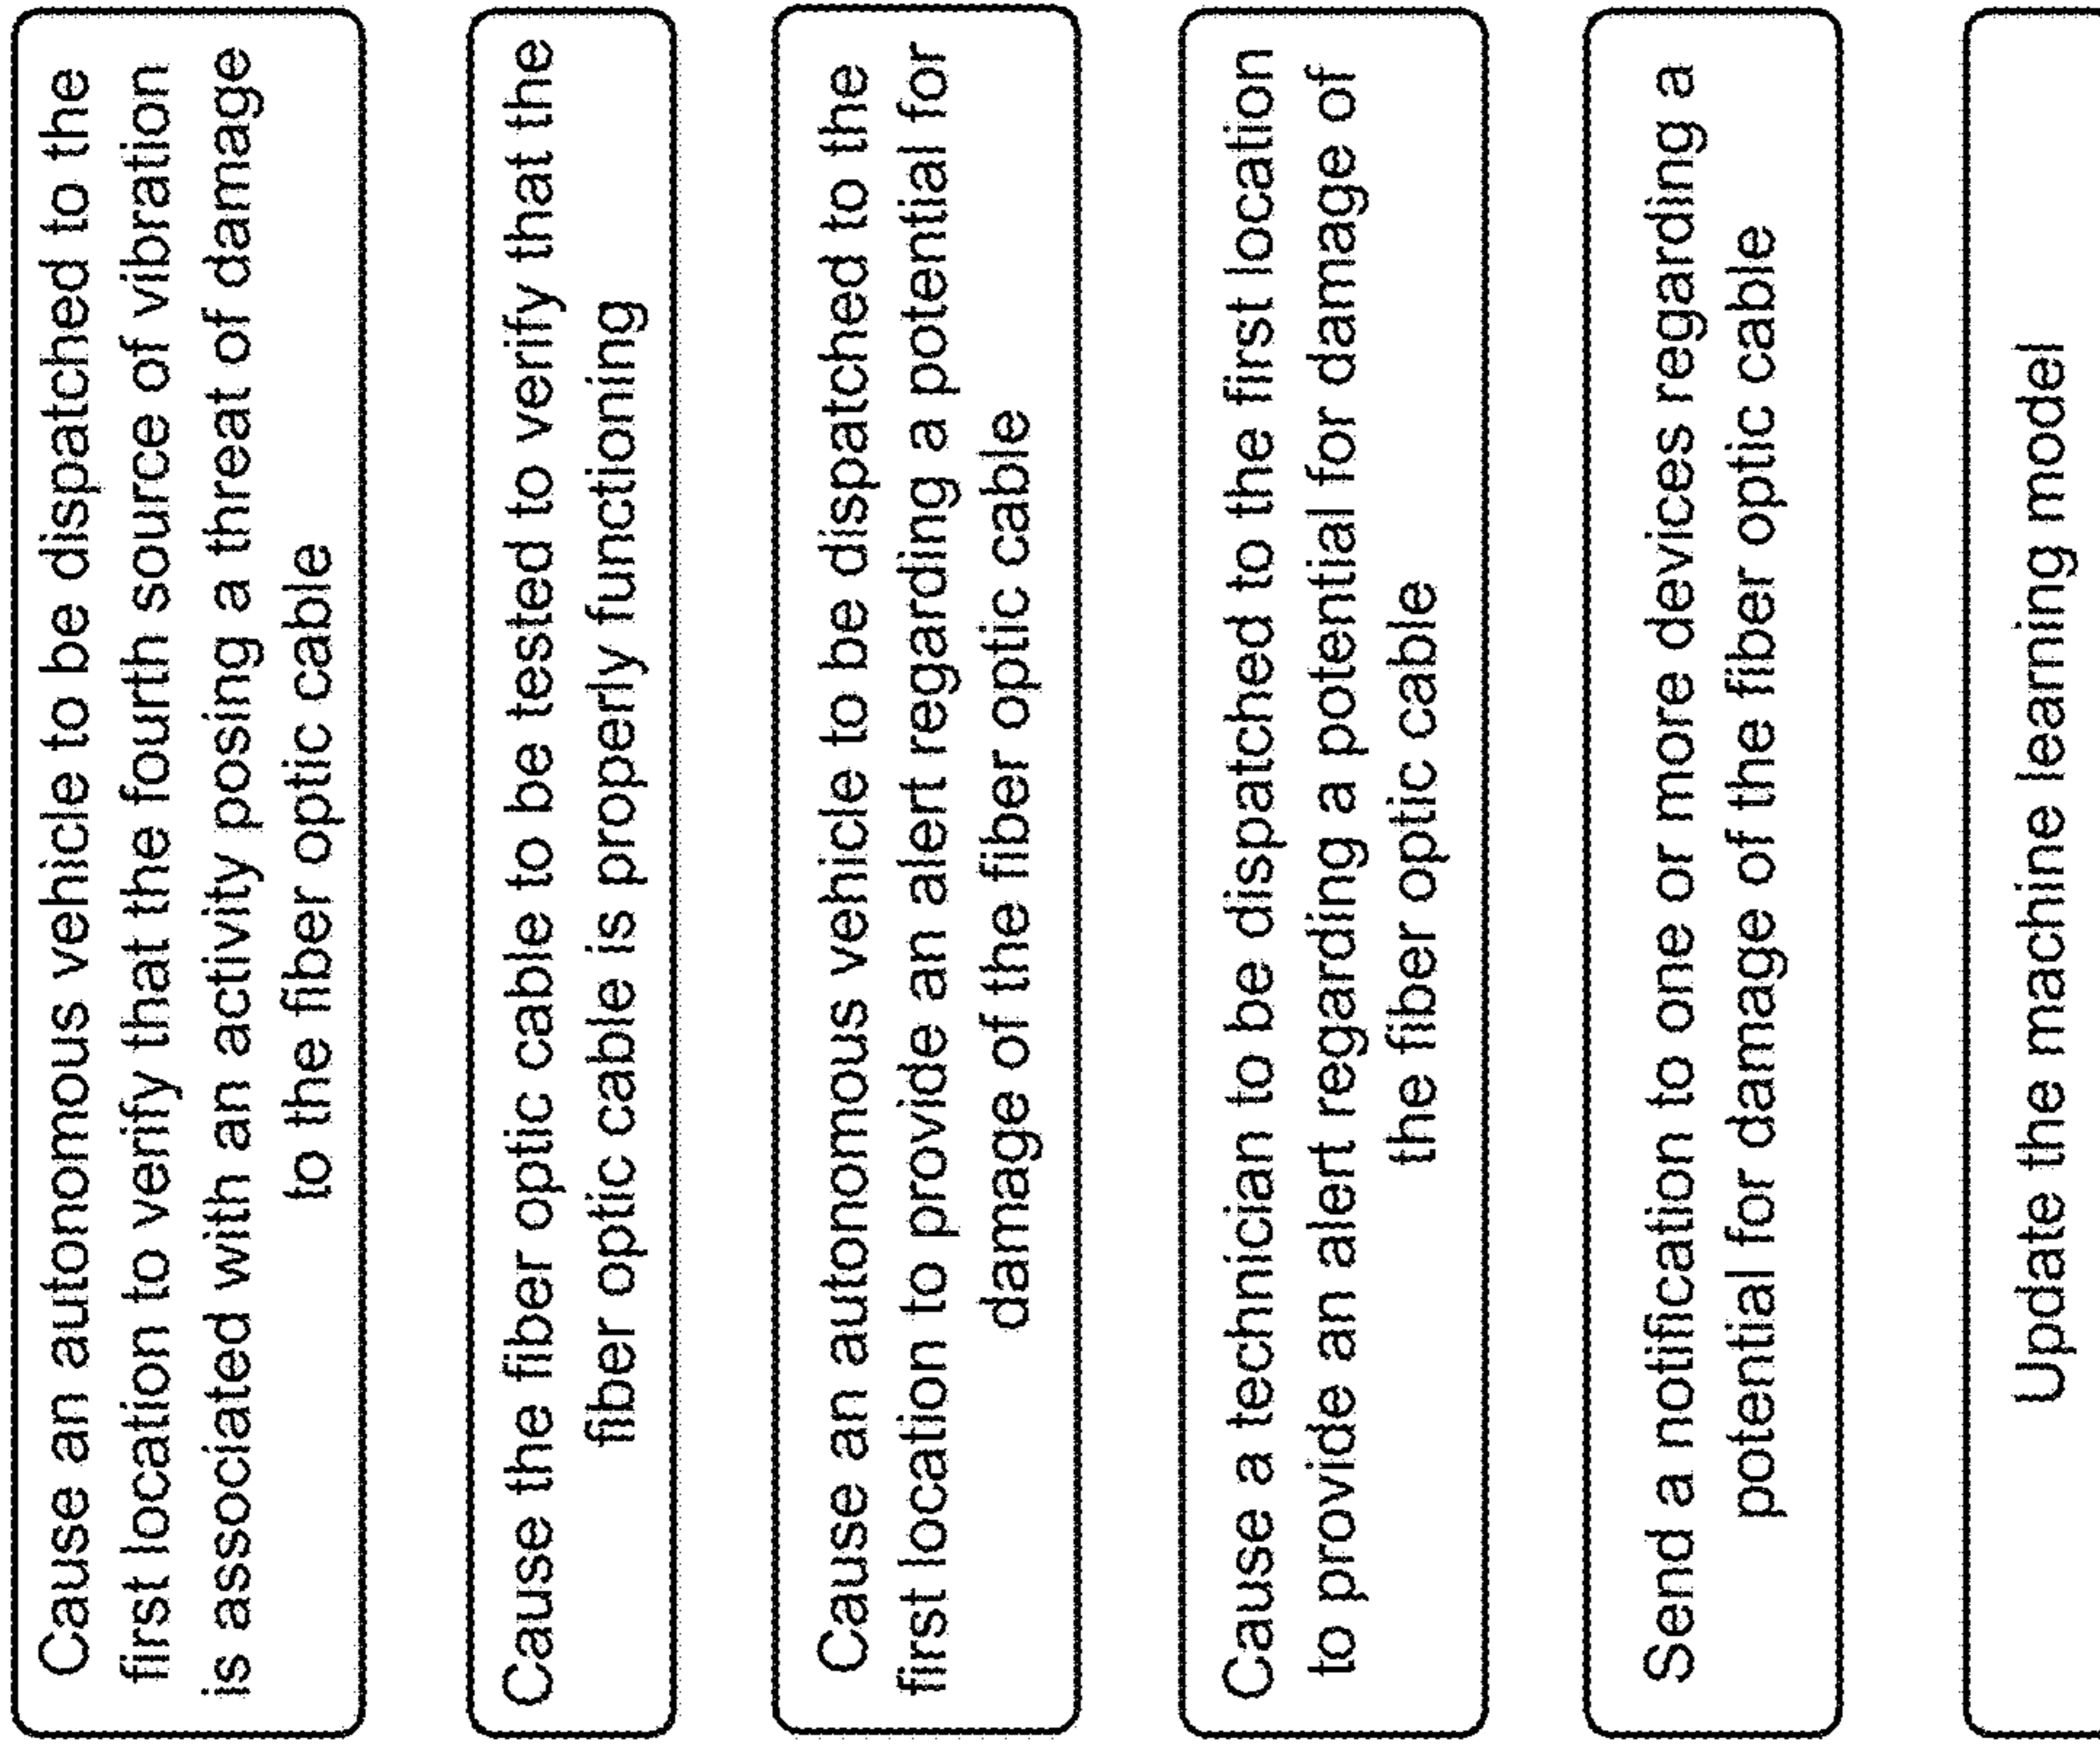 Cause an autonomous vehicle to be dispatched to the
first location to verify that the fourth source of vibration
is associated with an activity posing a threat of damage
to the fiber optic cable
Cause the fiber optic cable to be tested to verify that the
fiber optic cable is properly functioning
Cause an autonomous vehicle to be dispatched to the
first location to provide an alert regarding a potential for
damage of the fiber optic cable
Cause a technician to be dispatched to the first location
to provide an alert regarding a potential for damage of
the fiber optic cable
Send a notification to one or more devices regarding a
potential for damage of the fiber optic cable
Update the machine learning model